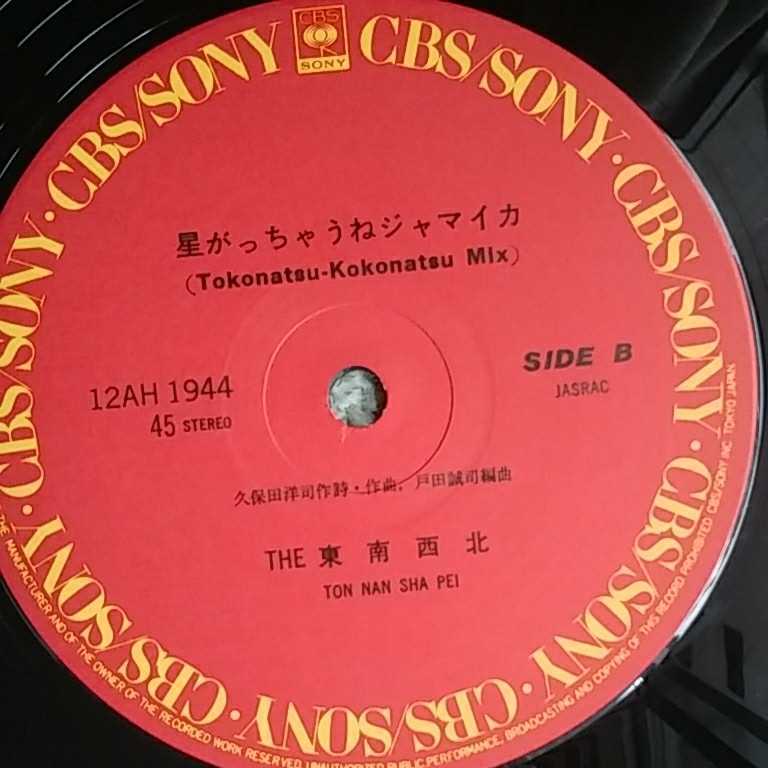 CBS/SONY · CBS/SONY · CBS/SONY · CBS/SONY · CBS/SONY · CBS/SONY · CBS/SONY · CBS/SONY
CBS
SONY
星がっちゃうねジャマイカ
(Tokonatsu-Kokonatsu Mix)
12AH 1944
45 STEREO
SIDE B
JASRAC
久保田洋司作詩・作曲, 戸田誠司編曲
THE 東南西北
TON NAN SHA PEI
THE MANUFACTURER AND OF THE OWNER OF THE RECORDED WORK RESERVED. UNAUTHORIZED PUBLIC PERFORMANCE, BROADCASTING AND COPYING OF THIS RECORD PROHIBITED CBS/SONY INC. TOKYO JAPAN